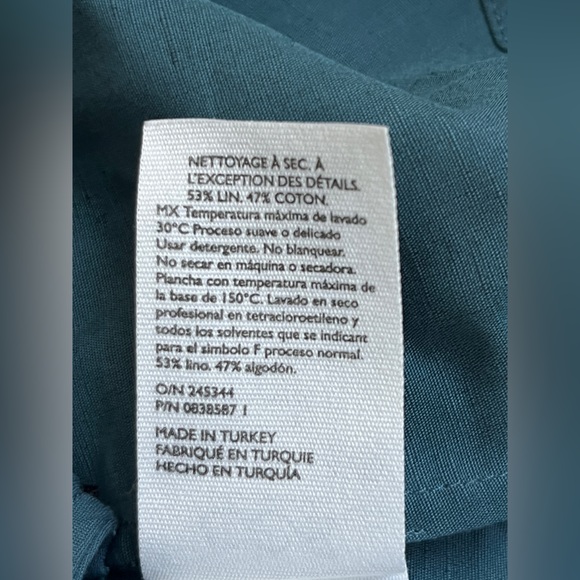 NETTOYAGE À SEC. À
L'EXCEPTION DES DÉTAILS.
53% LIN. 47% COTON.
MX Temperatura máxima de lavado
30°C Proceso suave o delicado
Usar detergente. No blanquear.
No secar en máquina o secadora.
Plancha con temperatura máxima de
la base de 150°C. Lavado en seco
profesional en tetracloroetileno y
todos los solventes que se indican
para el simbolo F proceso normal.
53% lino. 47% algodón.
O/N 245344
P/N 0838587 1
MADE IN TURKEY
FABRIQUÉ EN TURQUIE
HECHO EN TURQUÍA